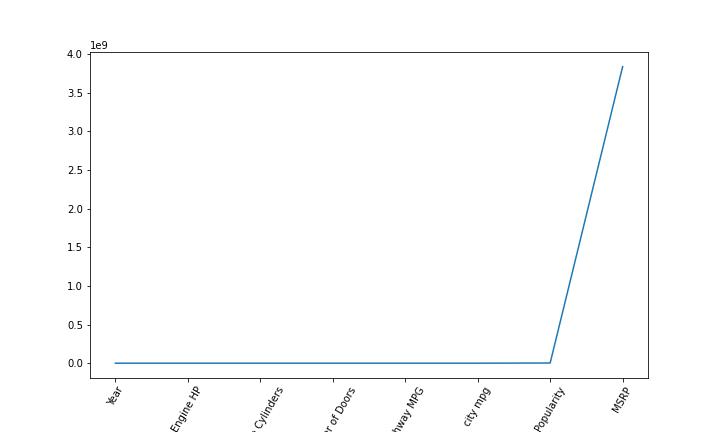 1e9
4.0
3.5
3.0
2.5
2.0
1.5
1.0
0.5
0.0
Year
Engine HP
Cylinders
of Doors
MPG
city mpg
Popularity
MSRP